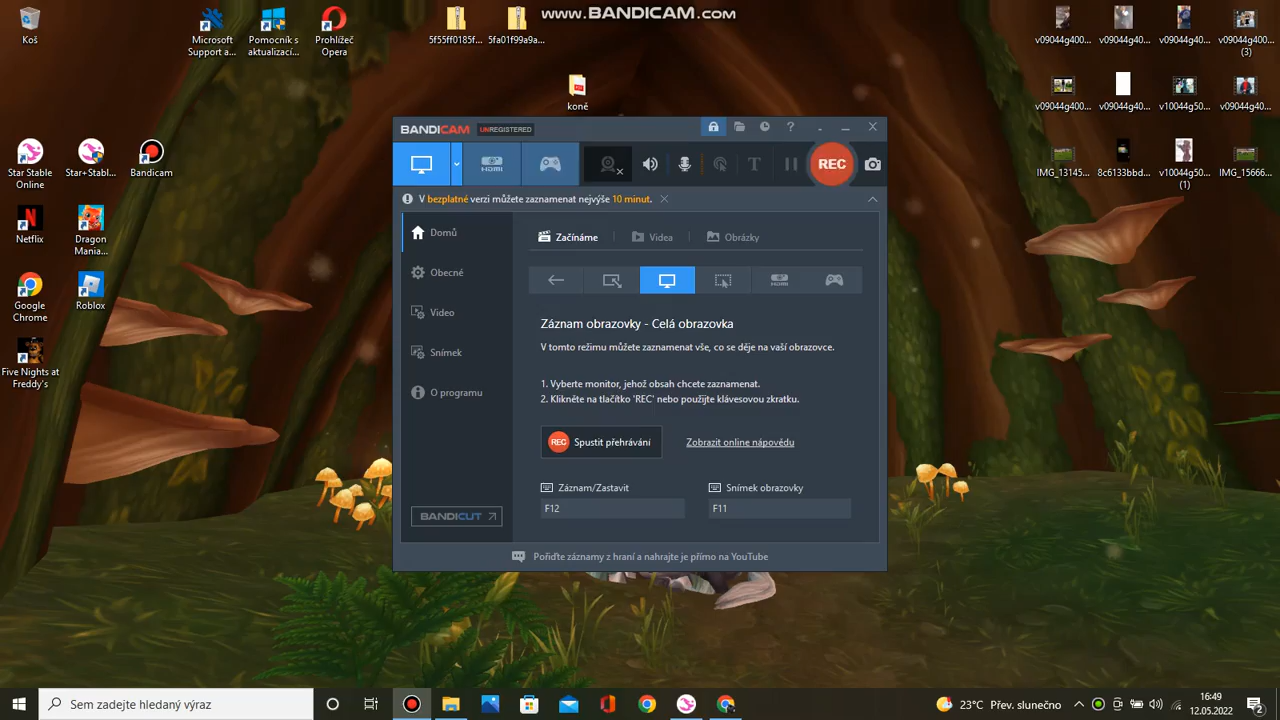 www.BANDICAM.com
Koš
Microsoft
Support a...
Pomocník s
aktualizací...
Prohlížeč
Opera
5f55ff0185f...
5fa01f99a9a...
v09044g400...
v09044g400...
v09044g400...
v09044g400...
(3)
koně
v09044g400...
v09044g40...
v10044g50...
v09044g40...
Star Stable
Online
Star+Stabl...
Bandicam
IMG_13145...
8c6133bbd...
v10044g50...
(1)
IMG_15666...
Netflix
Dragon
Mania...
Google
Chrome
Roblox
Five Nights at
Freddy's
BANDICAM UNREGISTERED
HDMI
T
REC
V bezplatné verzi můžete zaznamenat nejvýše 10 minut.
Domů
Obecné
Video
Snímek
O programu
BANDICUT
Začínáme
Videa
Obrázky
HDMI
Záznam obrazovky - Celá obrazovka
V tomto režimu můžete zaznamenat vše, co se děje na vaší obrazovce.
1. Vyberte monitor, jehož obsah chcete zaznamenat.
2. Klikněte na tlačítko 'REC' nebo použijte klávesovou zkratku.
REC Spustit přehrávání
Zobrazit online nápovědu
Záznam/Zastavit
Snímek obrazovky
F12
F11
Pořiďte záznamy z hraní a nahrajte je přímo na YouTube
Sem zadejte hledaný výraz
23°C Přev. slunečno
16:49
12.05.2022
2